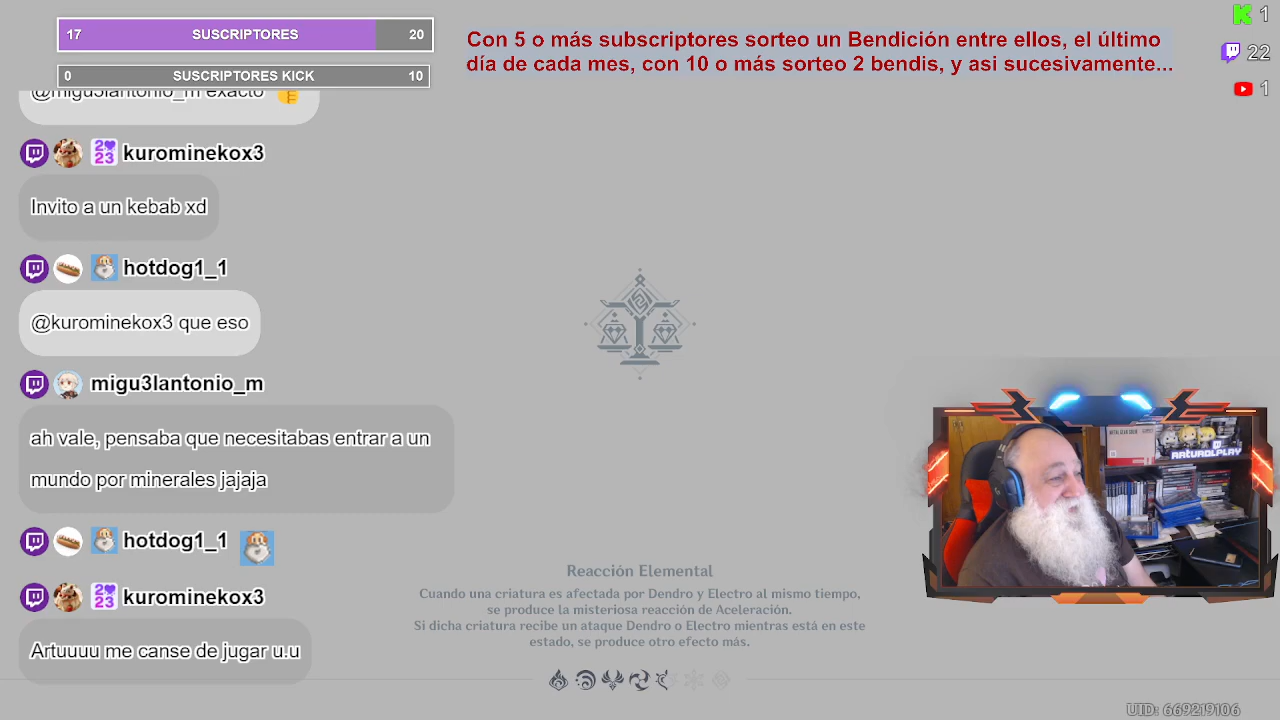 17 SUSCRIPTORES 20
0 SUSCRIPTORES KICK 10
Con 5 o más subscriptores sorteo un Bendición entre ellos, el último
día de cada mes, con 10 o más sorteo 2 bendis, y asi sucesivamente...
1
22
1
@migu3lantonio_m exacto 👍
kurominekox3
Invito a un kebab xd
hotdog1_1
@kurominekox3 que eso
migu3lantonio_m
ah vale, pensaba que necesitabas entrar a un
mundo por minerales jajaja
hotdog1_1
kurominekox3
Artuuuu me canse de jugar u.u
ARTUROLPLAY
Reacción Elemental
Cuando una criatura es afectada por Dendro y Electro al mismo tiempo,
se produce la misteriosa reacción de Aceleración.
Si dicha criatura recibe un ataque Dendro o Electro mientras está en este
estado, se produce otro efecto más.
UID: 669219106